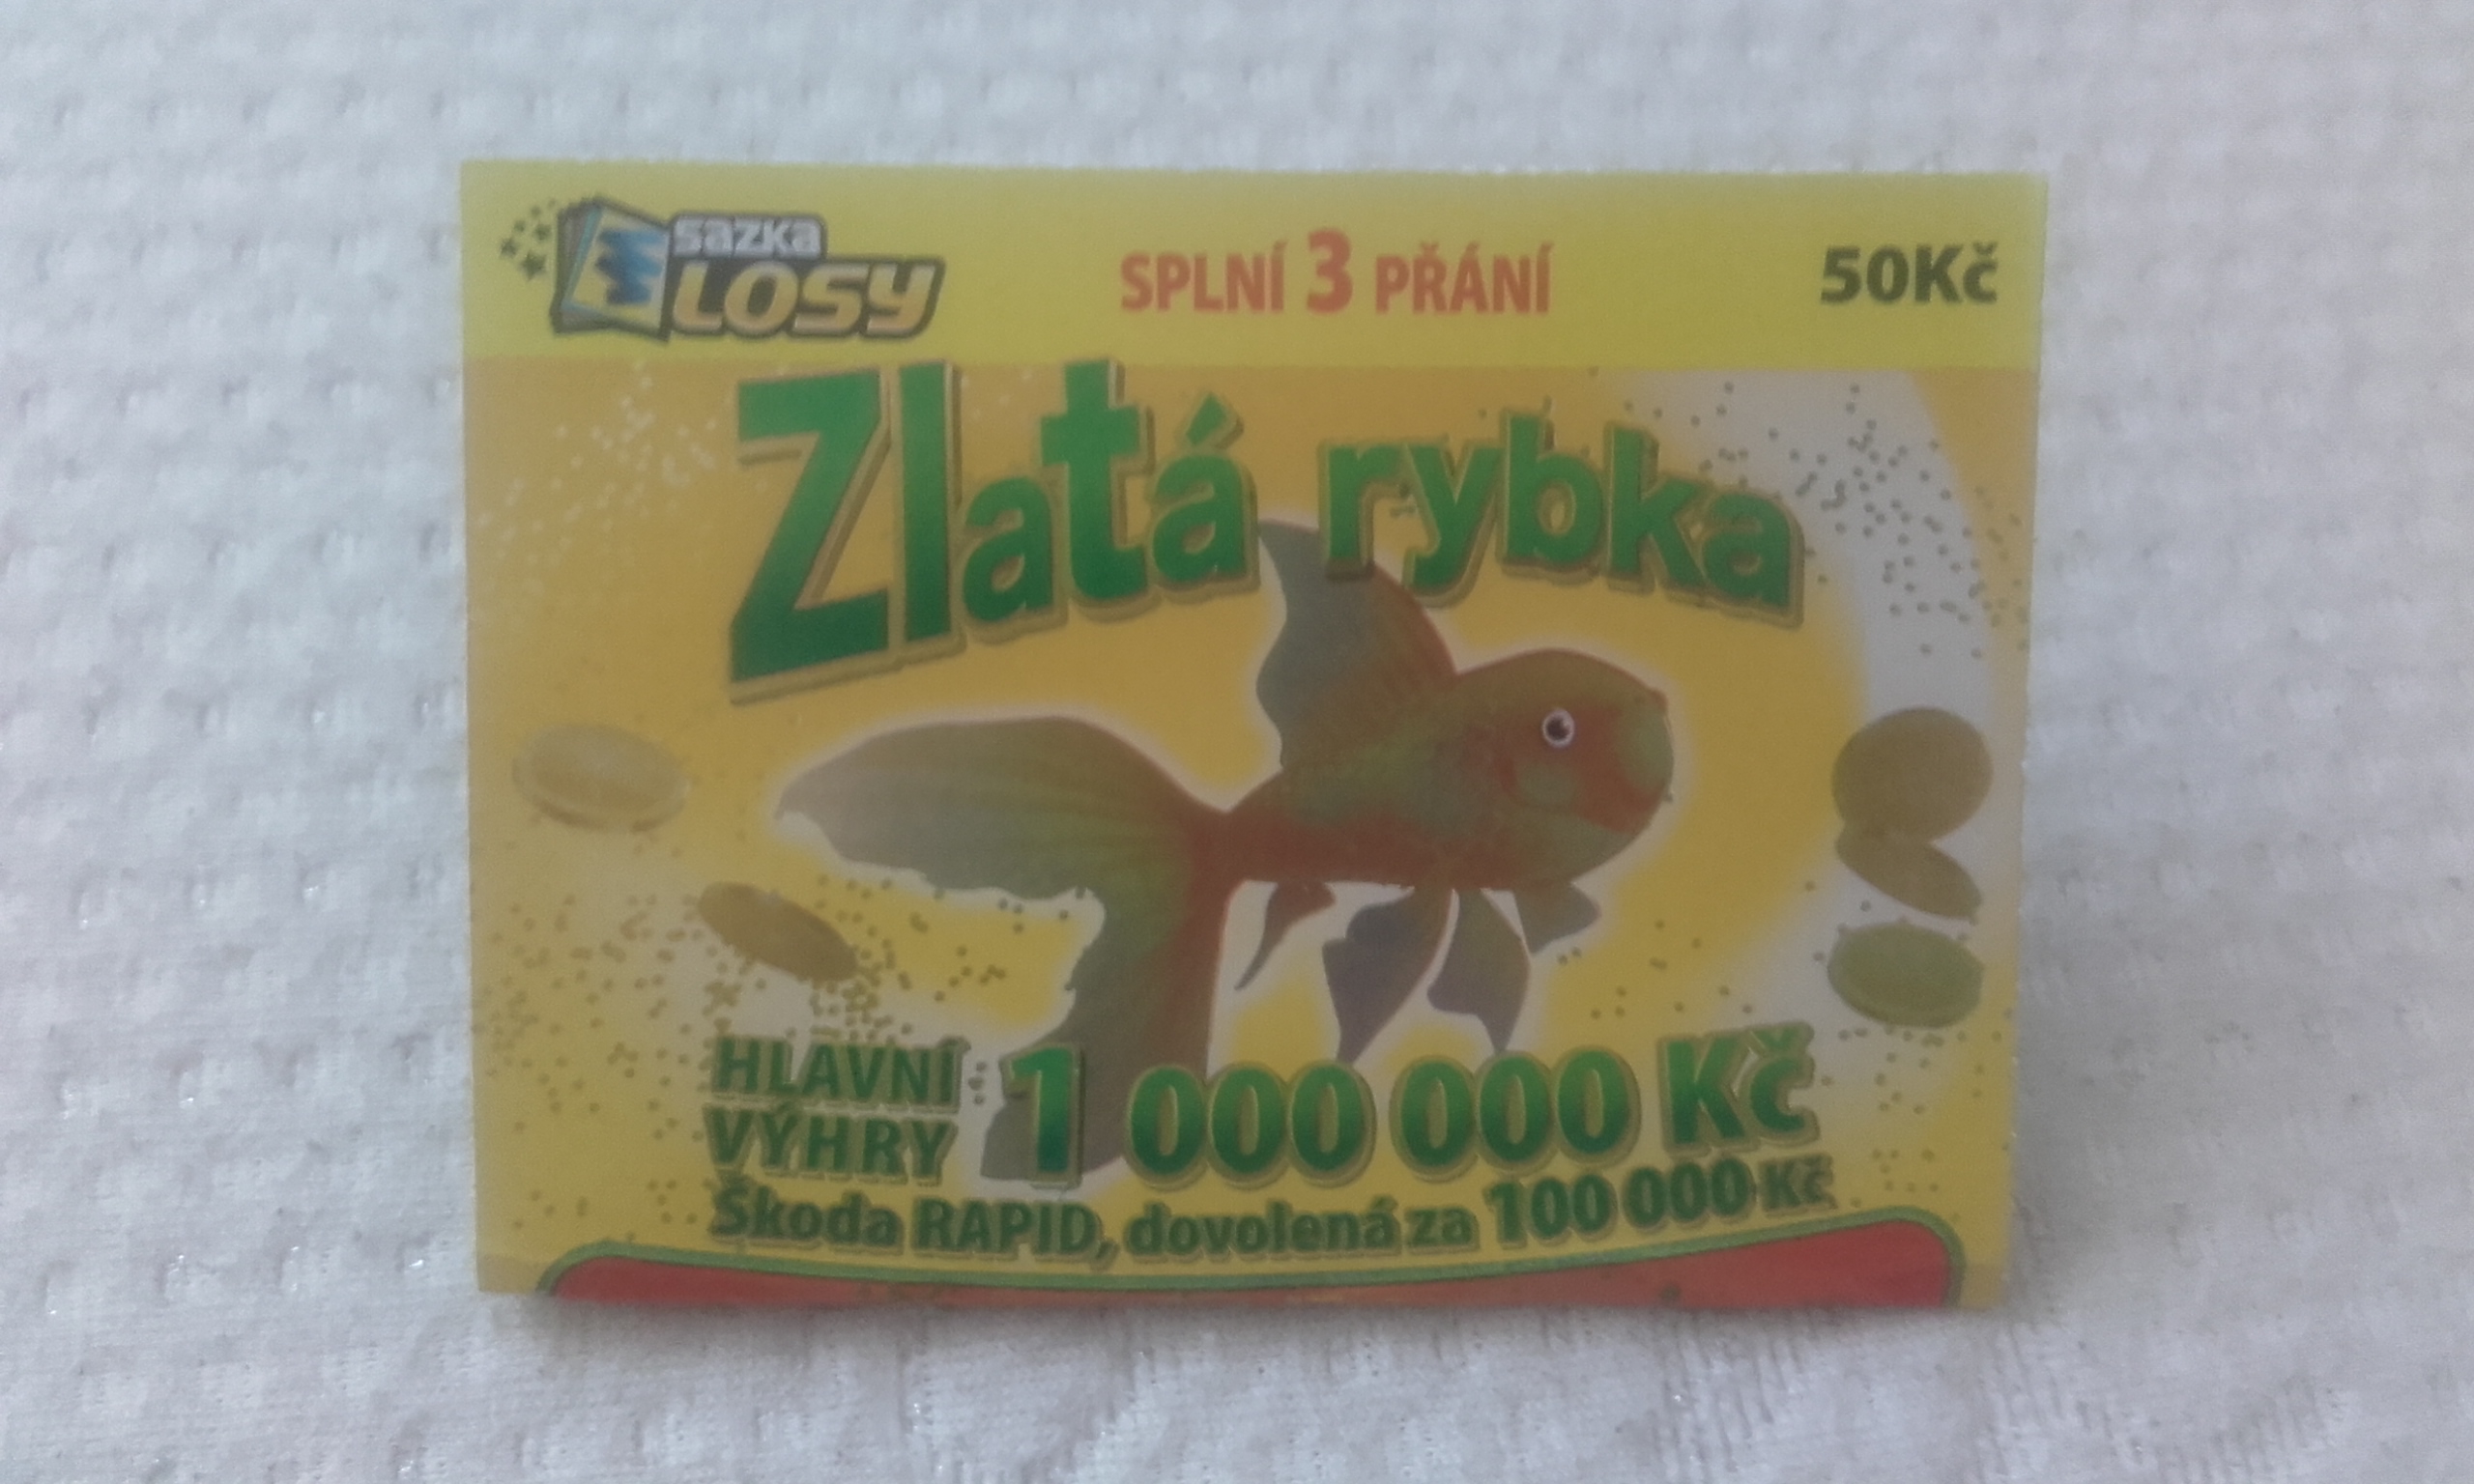 sazka
LOSY
SPLNÍ 3 PŘÁNÍ
50Kč
Zlatá rybka
HLAVNÍ
VÝHRY
1 000 000 Kč
Škoda RAPID, dovolená za 100 000 Kč